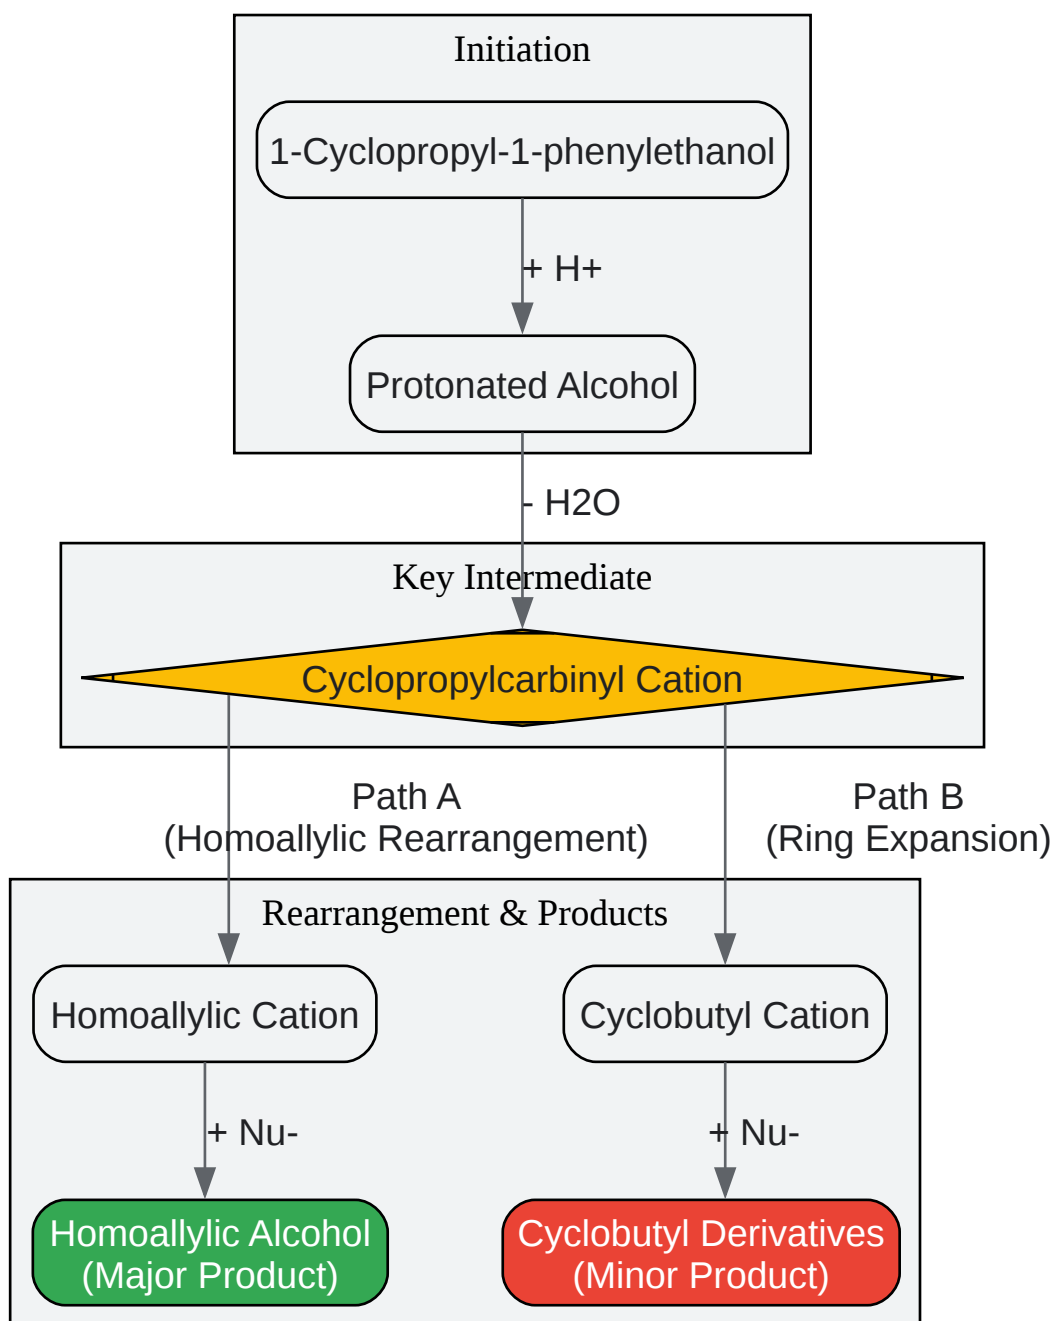 Initiation
1-Cyclopropyl-1-phenylethanol
+ H+
Protonated Alcohol
- H2O
Key Intermediate
Cyclopropylcarbinyl Cation
Path A
(Homoallylic Rearrangement)
Path B
(Ring Expansion)
Rearrangement & Products
Homoallylic Cation
Cyclobutyl Cation
+ Nu-
+ Nu-
Homoallylic Alcohol
(Major Product)
Cyclobutyl Derivatives
(Minor Product)